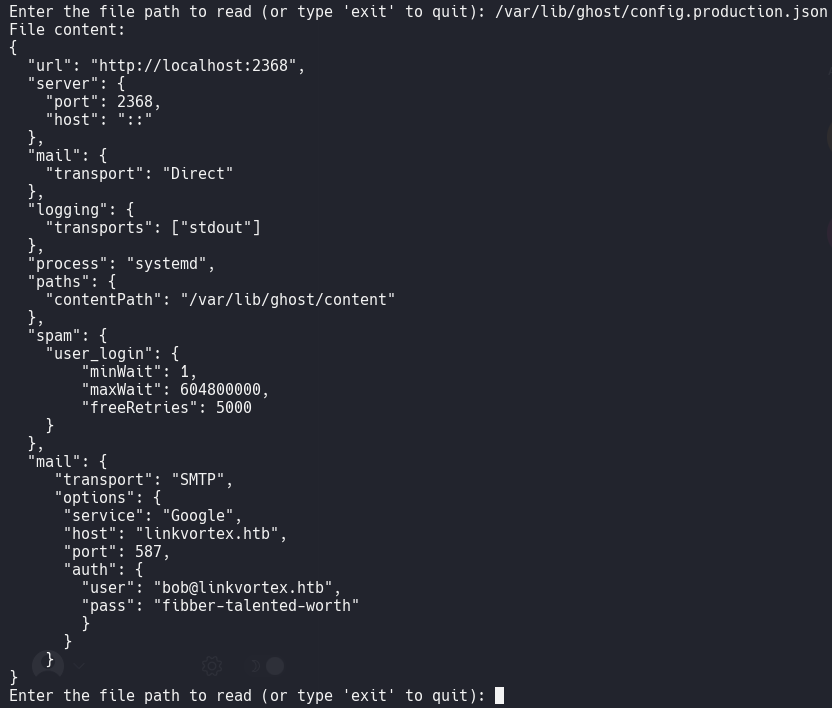 Enter the file path to read (or type 'exit' to quit): /var/lib/ghost/config.production.json
File content:
{
  "url": "http://localhost:2368",
  "server": {
    "port": 2368,
    "host": "::"
  },
  "mail": {
    "transport": "Direct"
  },
  "logging": {
    "transports": ["stdout"]
  },
  "process": "systemd",
  "paths": {
    "contentPath": "/var/lib/ghost/content"
  },
  "spam": {
    "user_login": {
        "minWait": 1,
        "maxWait": 604800000,
        "freeRetries": 5000
    }
  },
  "mail": {
     "transport": "SMTP",
     "options": {
      "service": "Google",
      "host": "linkvortex.htb",
      "port": 587,
      "auth": {
        "user": "bob@linkvortex.htb",
        "pass": "fibber-talented-worth"
        }
      }
    }
}
Enter the file path to read (or type 'exit' to quit):